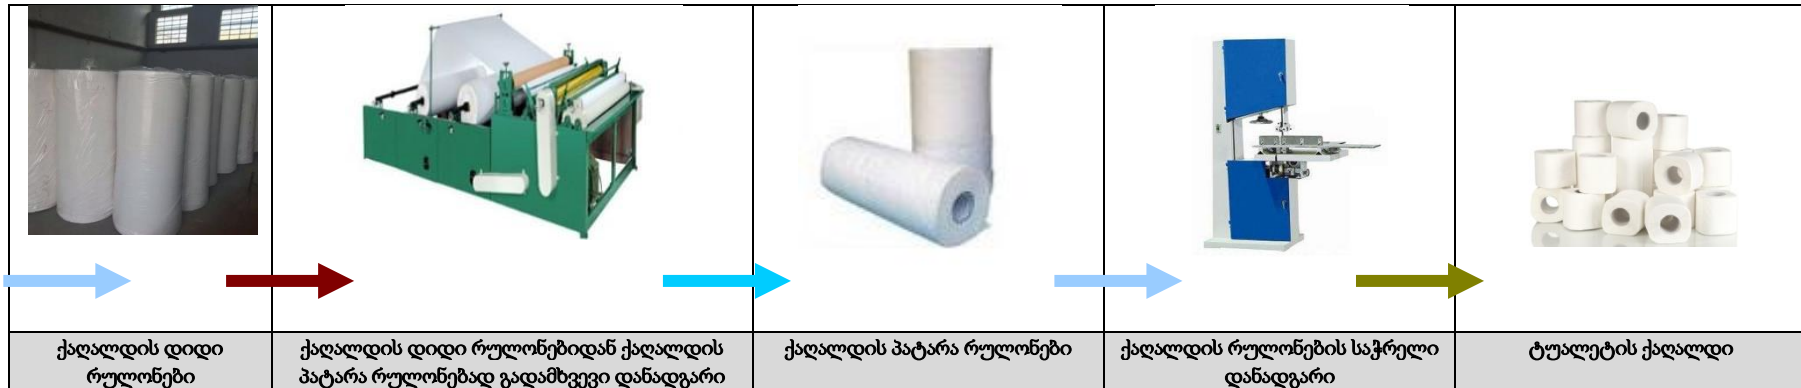 ქაღალდის დიდი
რულონები
ქაღალდის დიდი რულონებიდან ქაღალდის
პატარა რულონებად გადამხვევი დანადგარი
ქაღალდის პატარა რულონები
ქაღალდის რულონების საჭრელი
დანადგარი
ტუალეტის ქაღალდი